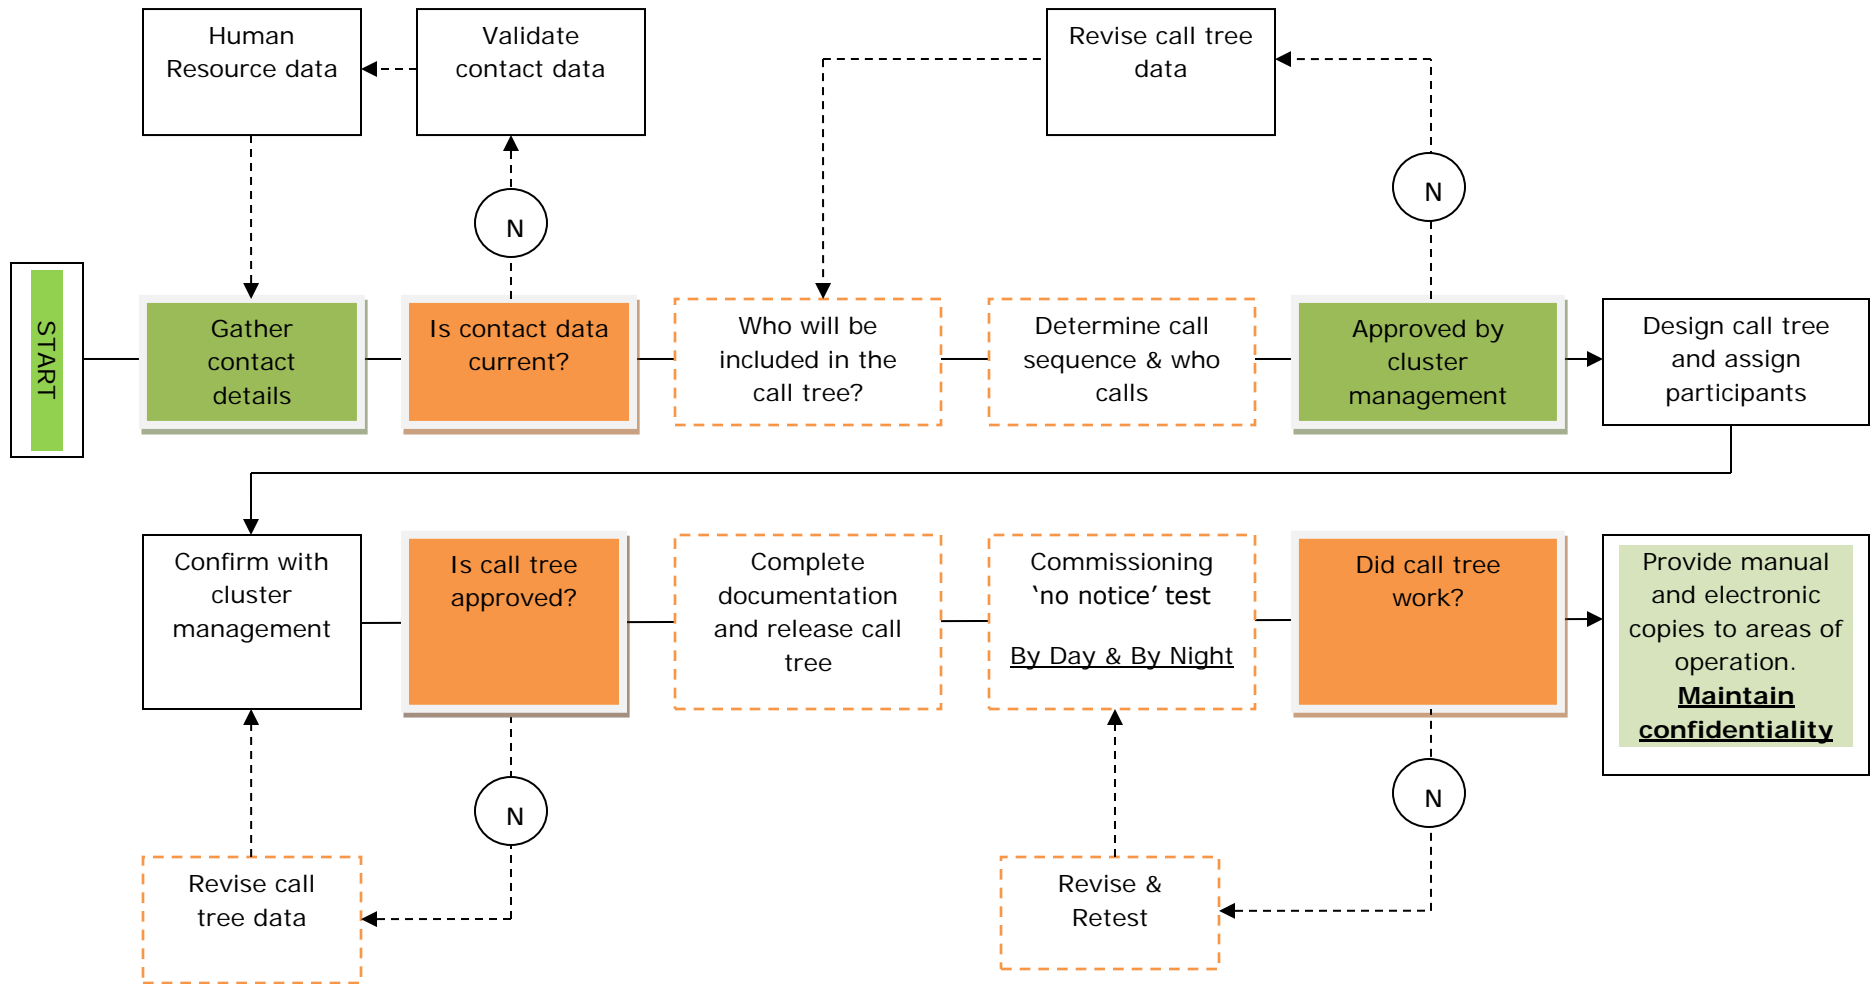 Human
Resource data
Validate
contact data
Revise call tree
data
N
N
START
Gather
contact
details
Is contact data
current?
Who will be
included in the
call tree?
Determine call
sequence & who
calls
Approved by
cluster
management
Design call tree
and assign
participants
Confirm with
cluster
management
Is call tree
approved?
Complete
documentation
and release call
tree
Commissioning
‘no notice’ test
By Day & By Night
Did call tree
work?
Provide manual
and electronic
copies to areas of
operation.
Maintain
confidentiality
N
N
Revise call
tree data
Revise &
Retest